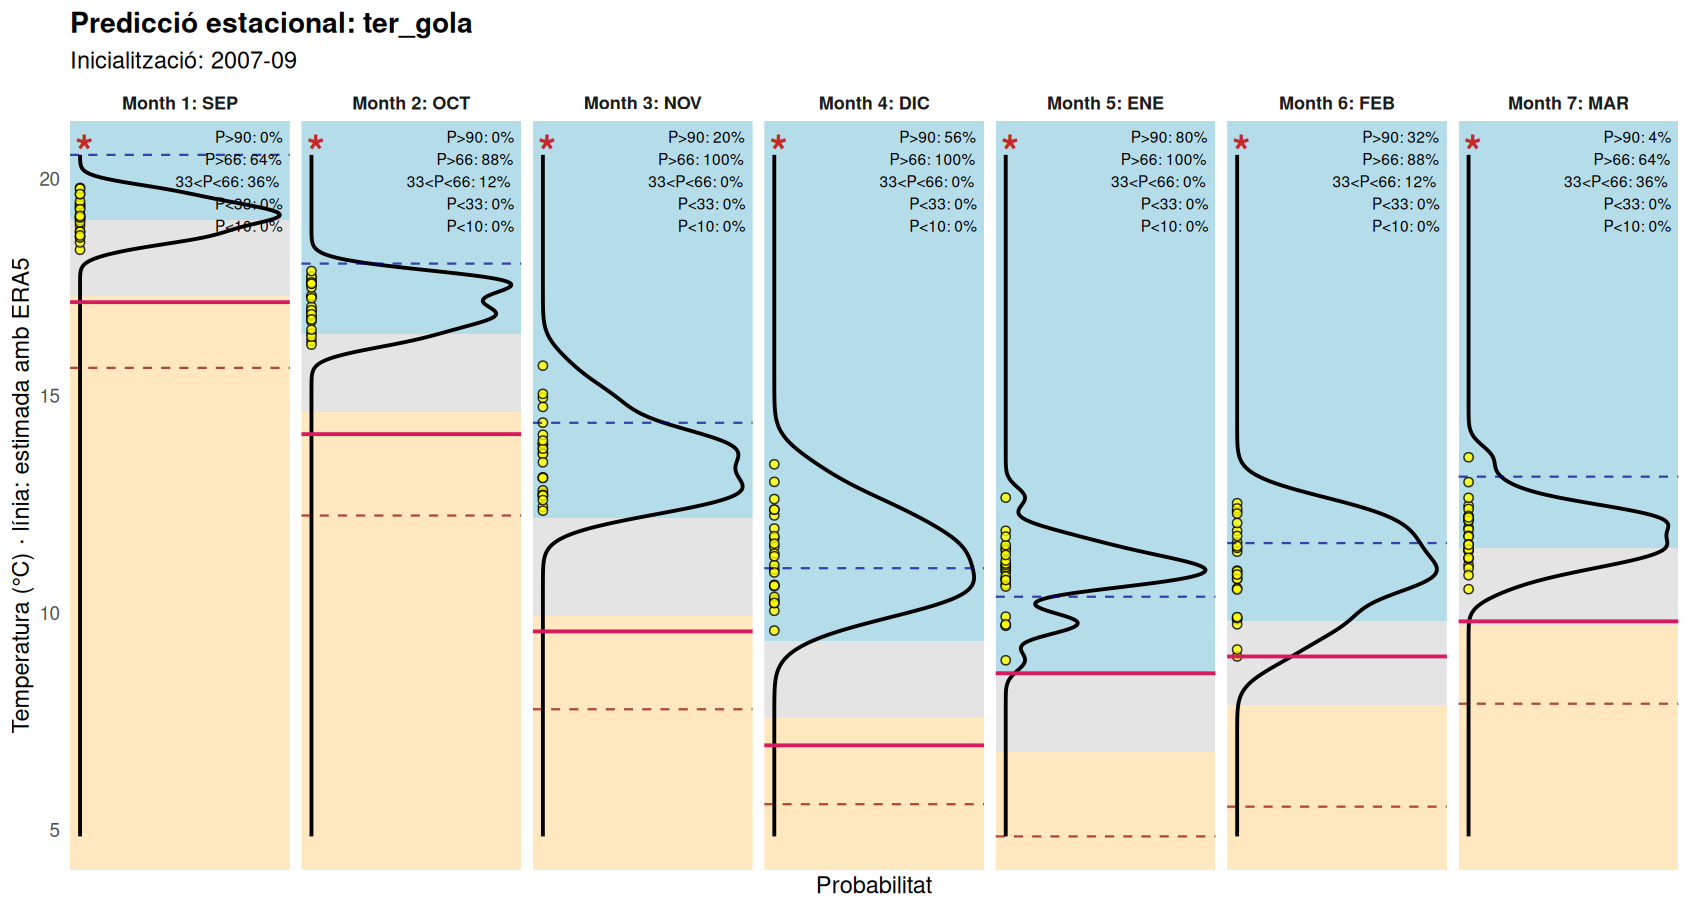 Predicció estacional: ter_gola
Inicialització: 2007-09
Month 1: SEP
Month 2: OCT
Month 3: NOV
Month 4: DIC
Month 5: ENE
Month 6: FEB
Month 7: MAR
*
P>90: 0%
P>66: 64%
33<P<66: 36%
P<33: 0%
P<10: 0%
*
P>90: 0%
P>66: 88%
33<P<66: 12%
P<33: 0%
P<10: 0%
*
P>90: 20%
P>66: 100%
33<P<66: 0%
P<33: 0%
P<10: 0%
*
P>90: 56%
P>66: 100%
33<P<66: 0%
P<33: 0%
P<10: 0%
*
P>90: 80%
P>66: 100%
33<P<66: 0%
P<33: 0%
P<10: 0%
*
P>90: 32%
P>66: 88%
33<P<66: 12%
P<33: 0%
P<10: 0%
*
P>90: 4%
P>66: 64%
33<P<66: 36%
P<33: 0%
P<10: 0%
20
15
10
5
Temperatura (°C) · línia: estimada amb ERA5
Probabilitat